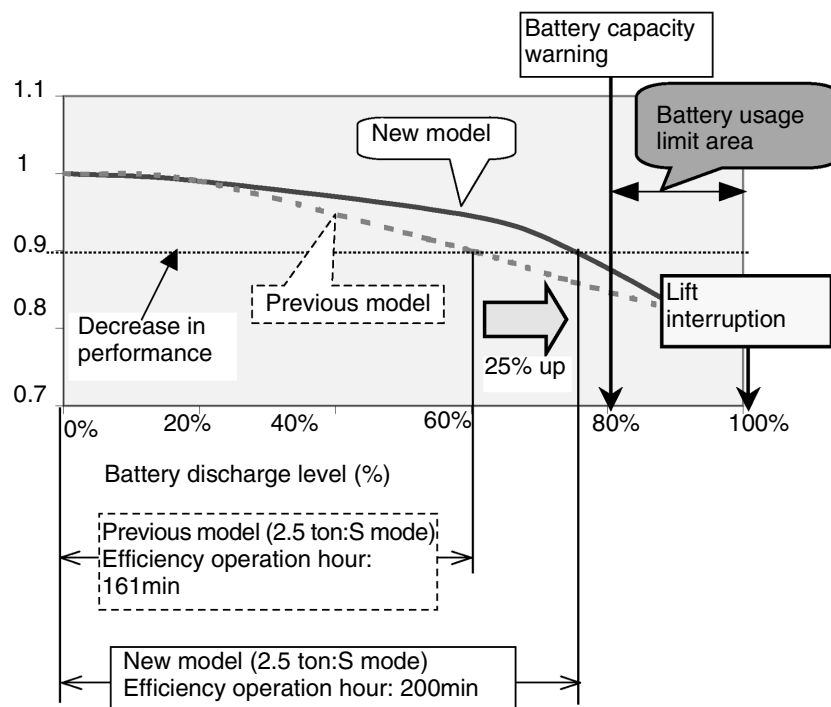 Battery capacity
warning
1.1
Battery usage
limit area
New model
1
0.9
Previous model
Lift
interruption
0.8
Decrease in
performance
25% up
0.7
0%
20%
40%
60%
80%
100%
Battery discharge level (%)
Previous model (2.5 ton:S mode)
Efficiency operation hour:
161min
New model (2.5 ton:S mode)
Efficiency operation hour: 200min